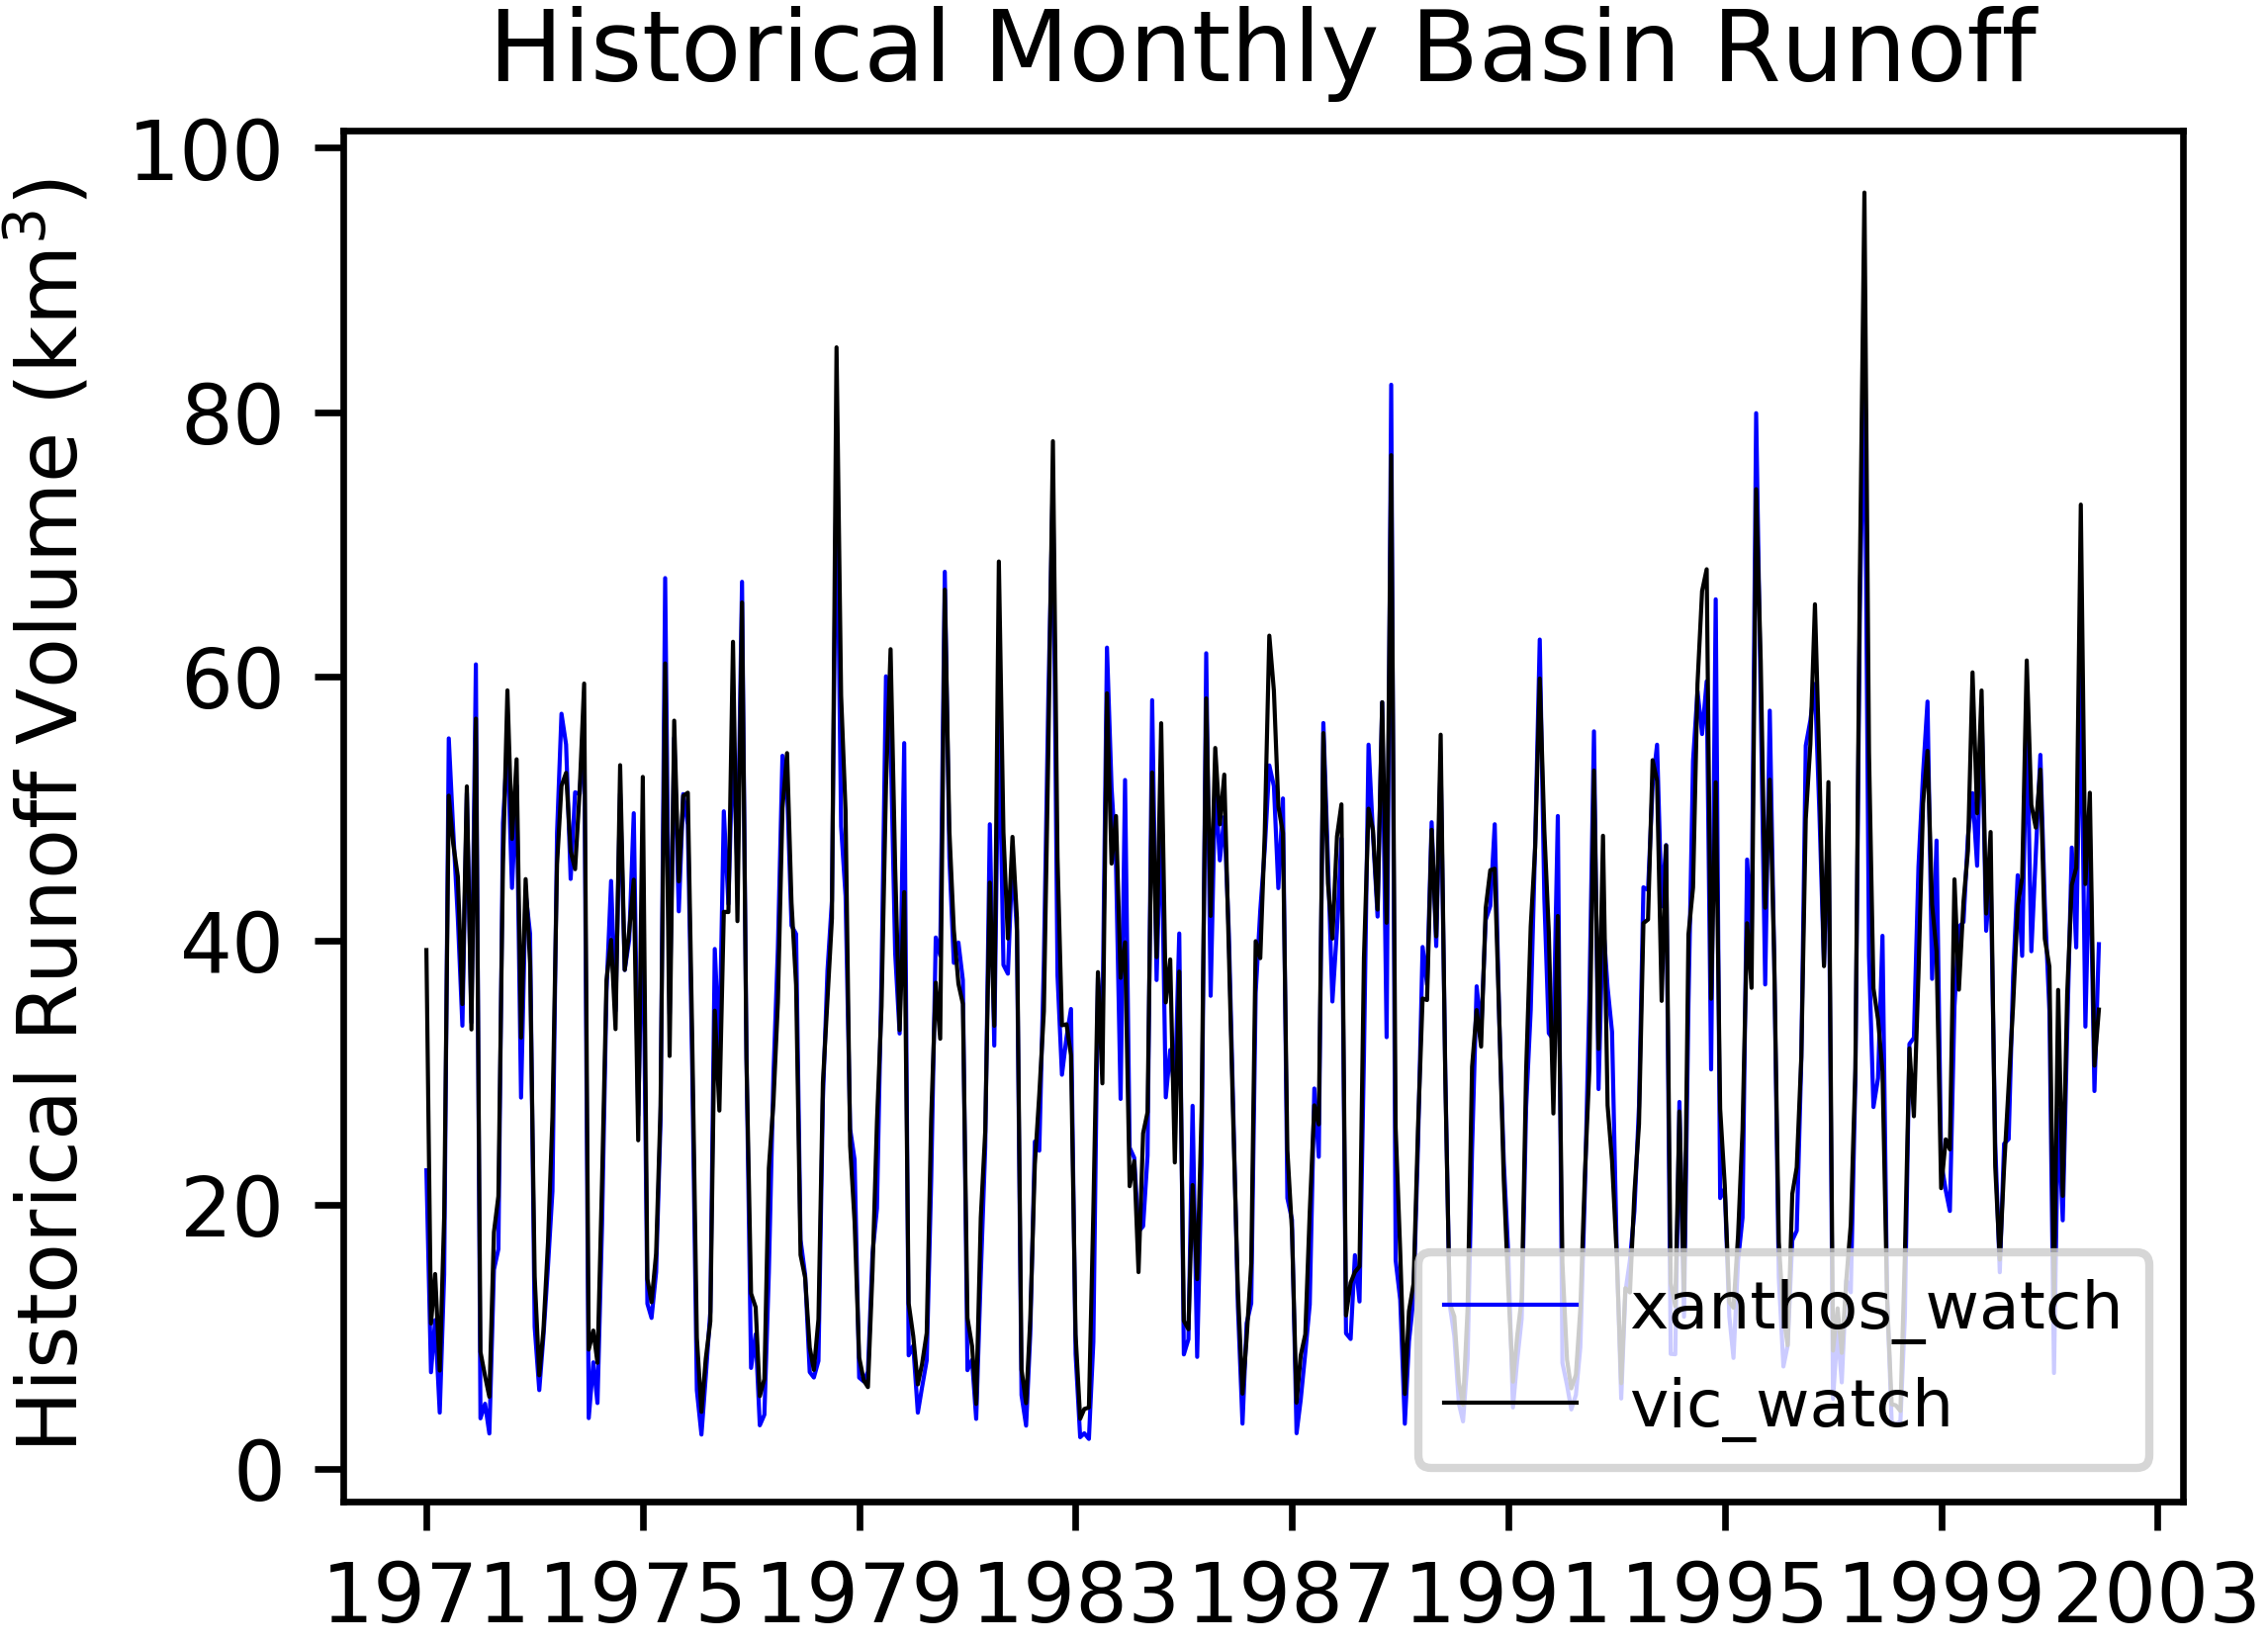 Historical Monthly Basin Runoff
Historical Runoff Volume (km³)
100
80
60
40
20
0
xanthos_watch
vic_watch
1971 1975 1979 1983 1987 1991 1995 1999 2003